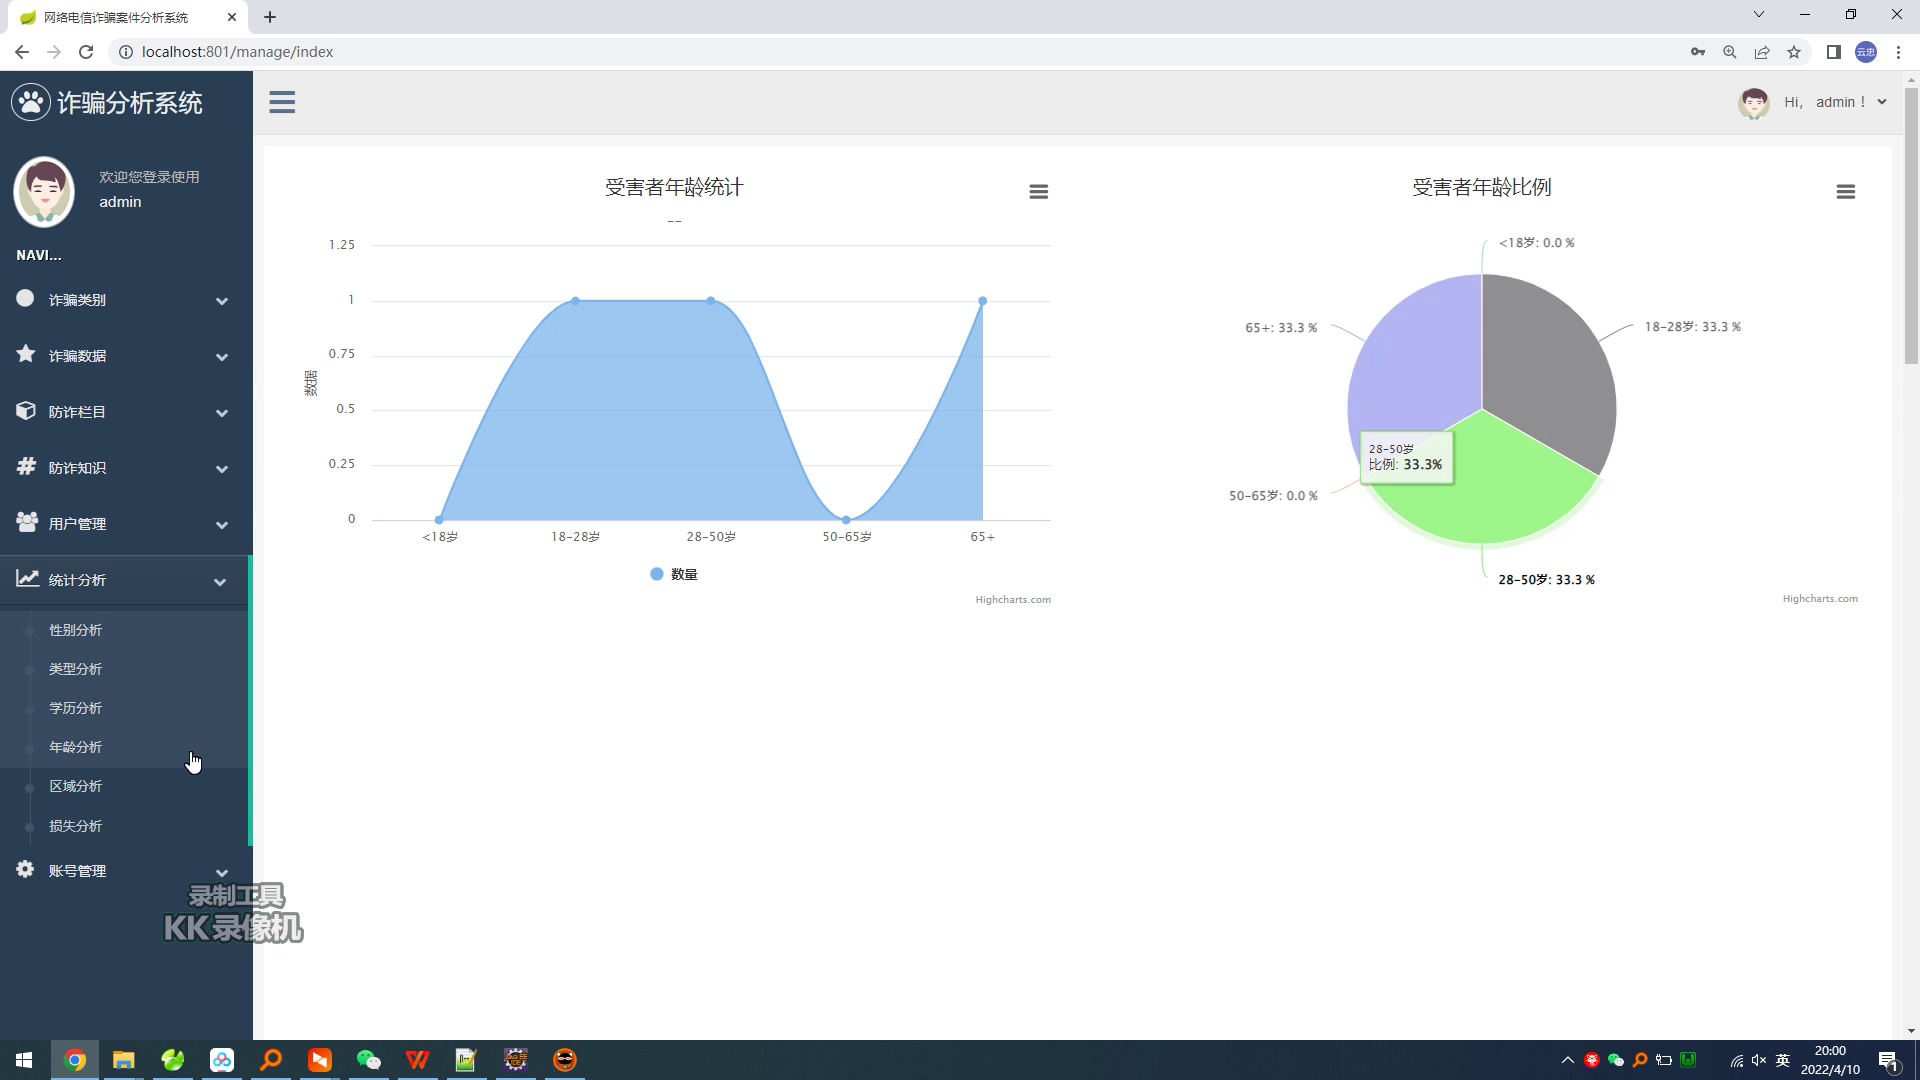 网络电信诈骗案件分析系统
localhost:801/manage/index
云忠
诈骗分析系统
Hi, admin !
欢迎您登录使用
admin
NAVI...
诈骗类别
诈骗数据
防诈栏目
防诈知识
用户管理
统计分析
性别分析
类型分析
学历分析
年龄分析
区域分析
损失分析
账号管理
受害者年龄统计
--
1.25
1
0.75
0.5
0.25
0
数据
<18岁
18-28岁
28-50岁
50-65岁
65+
数量
Highcharts.com
受害者年龄比例
<18岁: 0.0 %
65+: 33.3 %
18-28岁: 33.3 %
28-50岁
比例: 33.3%
50-65岁: 0.0 %
28-50岁: 33.3 %
Highcharts.com
录制工具
KK录像机
英
20:00
2022/4/10
1